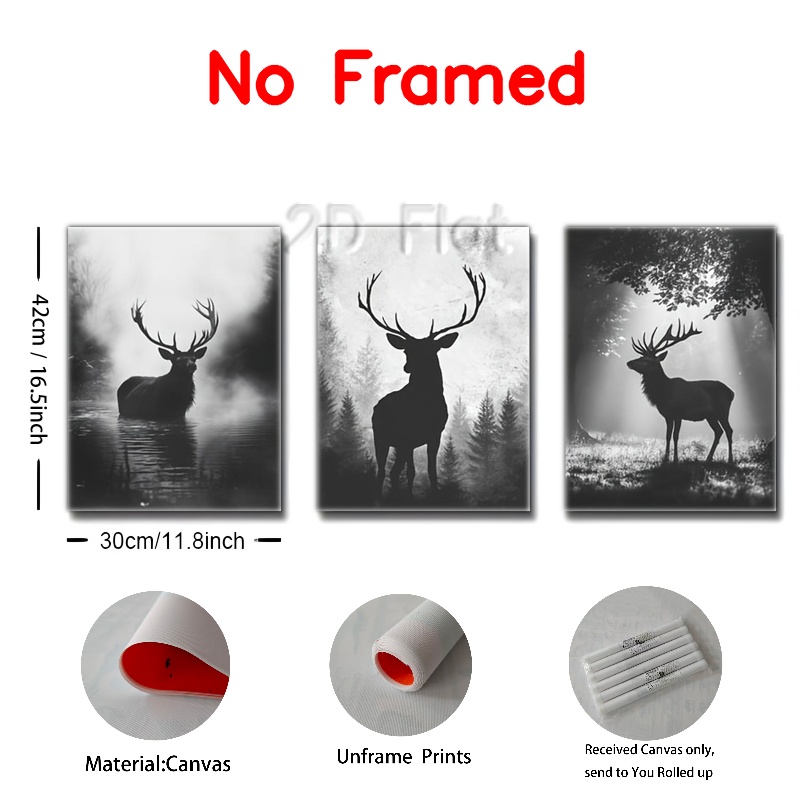 No Framed
2D Flat
42cm / 16.5inch
30cm/11.8inch
Material:Canvas
Unframe Prints
Received Canvas only,
send to You Rolled up